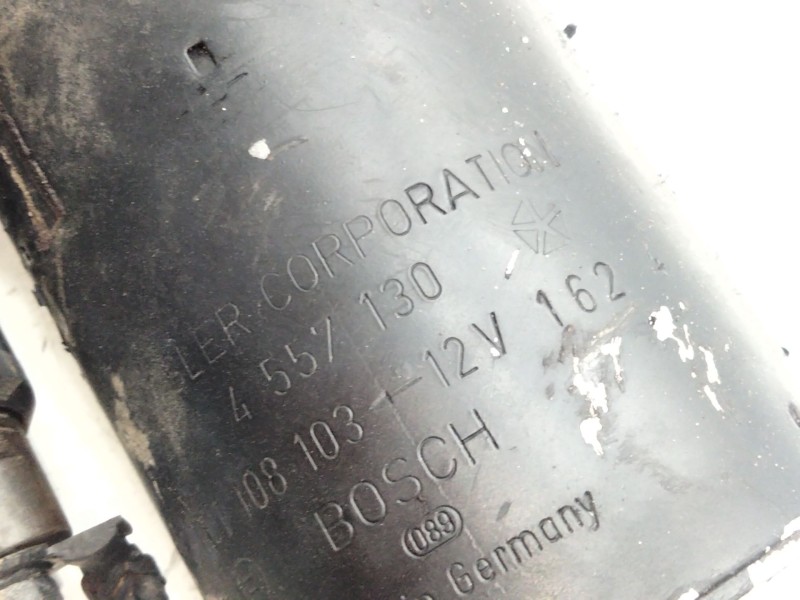 LER CORPORATION
4 557 130
108 103 - 12V 162
BOSCH
089
Germany